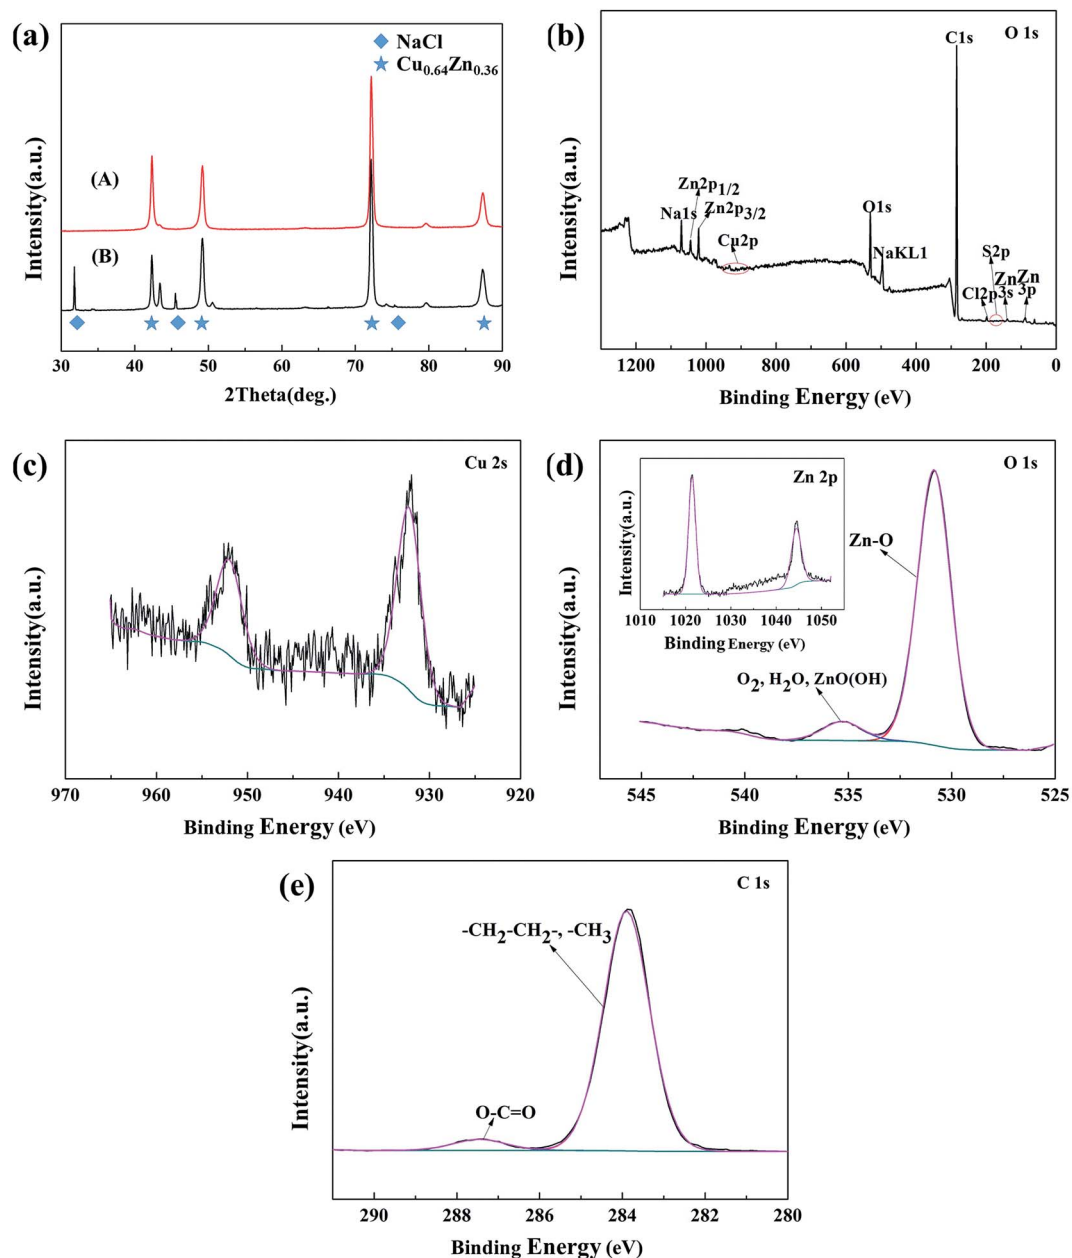 (a)
NaCl
Cu0.64Zn0.36
(A)
(B)
Intensity(a.u.)
30 40 50 60 70 80 90
2Theta(deg.)
(b)
C1s O 1s
Zn2p1/2
Na1s Zn2p3/2
Cu2p
O1s
NaKL1
S2p
ZnZn
Cl2p3s 3p
Intensity(a.u.)
1200 1000 800 600 400 200 0
Binding Energy (eV)
(c)
Cu 2s
Intensity(a.u.)
970 960 950 940 930 920
Binding Energy (eV)
(d)
O 1s
Zn 2p
Intensity(a.u.)
1010 1020 1030 1040 1050
Binding Energy (eV)
Zn-O
O2, H2O, ZnO(OH)
Intensity(a.u.)
545 540 535 530 525
Binding Energy (eV)
(e)
C 1s
-CH2-CH2-, -CH3
O-C=O
Intensity(a.u.)
290 288 286 284 282 280
Binding Energy (eV)